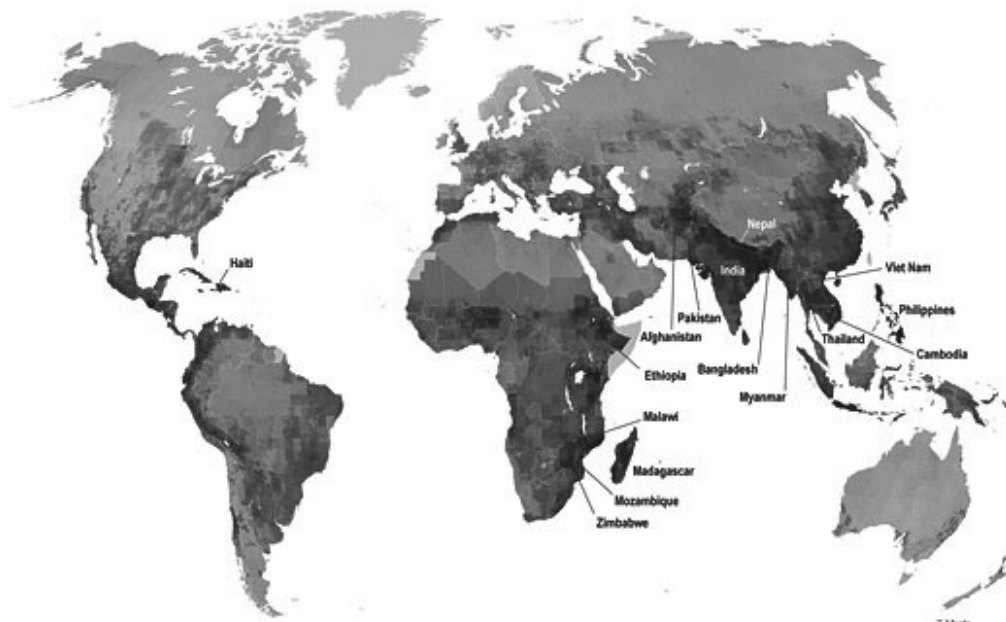 Nepal
Haiti
India
Viet Nam
Philippines
Pakistan
Afghanistan
Thailand
Cambodia
Bangladesh
Ethiopia
Myanmar
Malawi
Madagascar
Mozambique
Zimbabwe